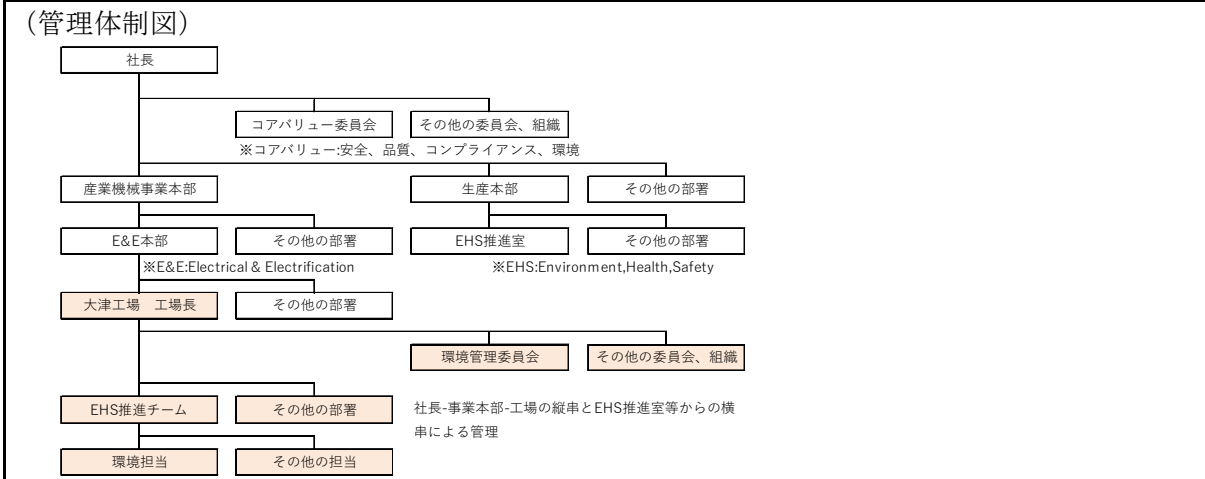 （管理体制図）
社長
コアバリュー委員会
その他の委員会、組織
※コアバリュー:安全、品質、コンプライアンス、環境
産業機械事業本部
生産本部
その他の部署
E&E本部
その他の部署
EHS推進室
その他の部署
※E&E:Electrical & Electrification
※EHS:Environment,Health,Safety
大津工場　工場長
その他の部署
環境管理委員会
その他の委員会、組織
EHS推進チーム
その他の部署
社長-事業本部-工場の縦串とEHS推進室等からの横
串による管理
環境担当
その他の担当